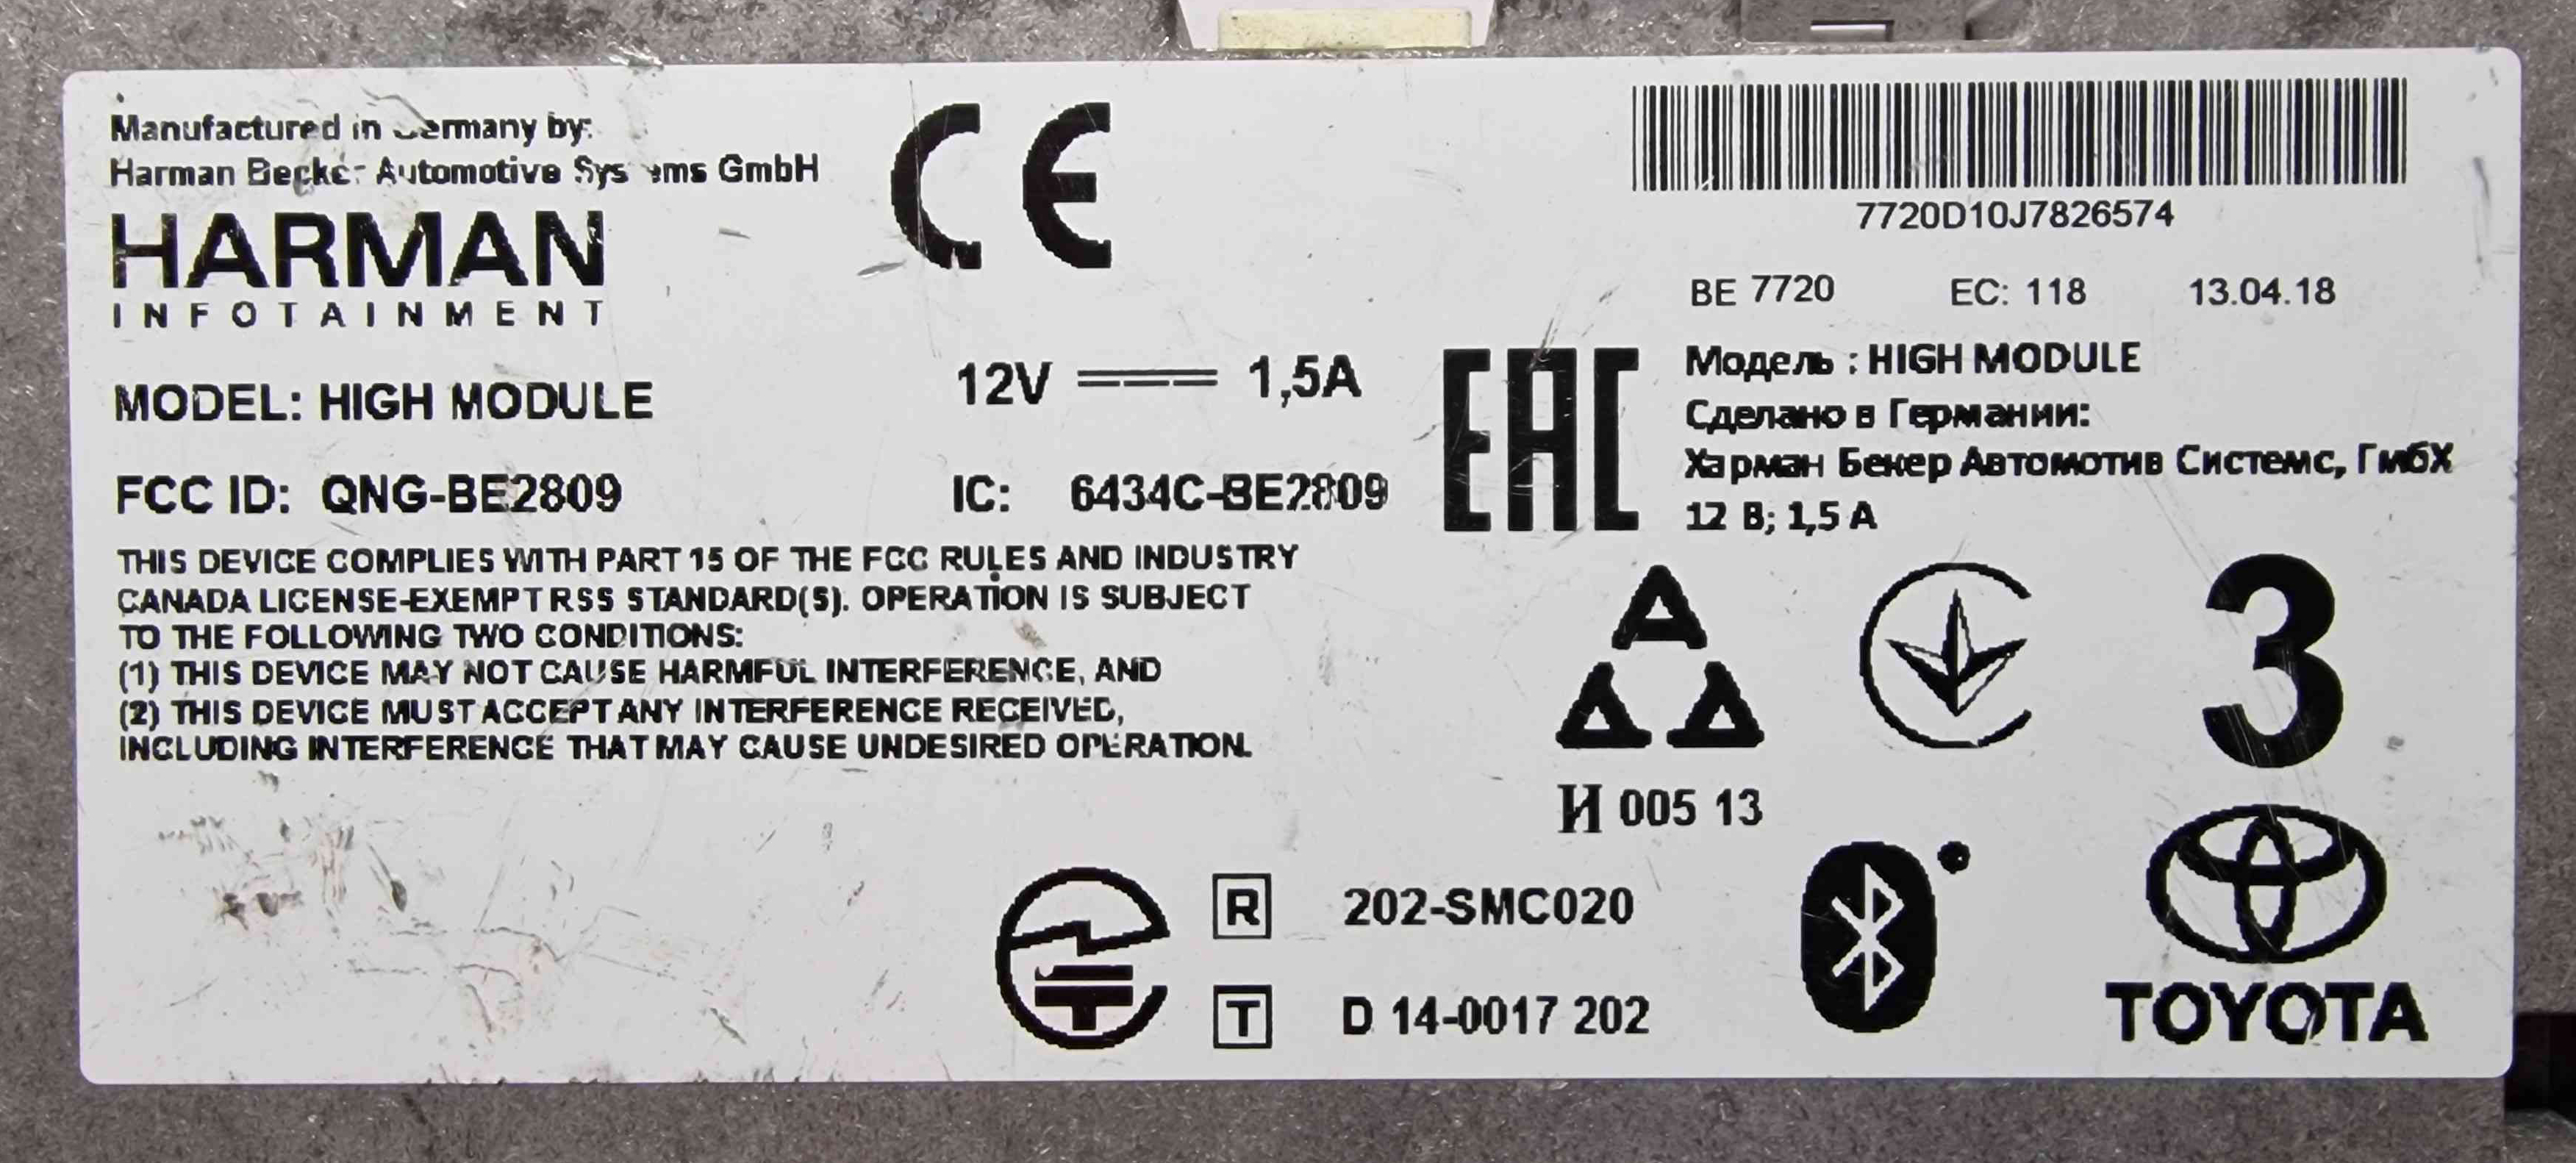 Manufactured in Germany by:
Harman Becker Automotive Systems GmbH
HARMAN
INFOTAINMENT
CE
MODEL: HIGH MODULE
12V 1,5A
FCC ID: QNG-BE2809
IC: 6434C-BE2809
THIS DEVICE COMPLIES WITH PART 15 OF THE FCC RULES AND INDUSTRY
CANADA LICENSE-EXEMPT RSS STANDARD(S). OPERATION IS SUBJECT
TO THE FOLLOWING TWO CONDITIONS:
(1) THIS DEVICE MAY NOT CAUSE HARMFUL INTERFERENCE, AND
(2) THIS DEVICE MUST ACCEPT ANY INTERFERENCE RECEIVED,
INCLUDING INTERFERENCE THAT MAY CAUSE UNDESIRED OPERATION.
7720D10J7826574
BE 7720 EC: 118 13.04.18
EAC
Модель : HIGH MODULE
Сделано в Германии:
Харман Бекер Автомотив Системс, ГмбХ
12 В; 1,5 А
3
И 005 13
R 202-SMC020
T D 14-0017 202
TOYOTA